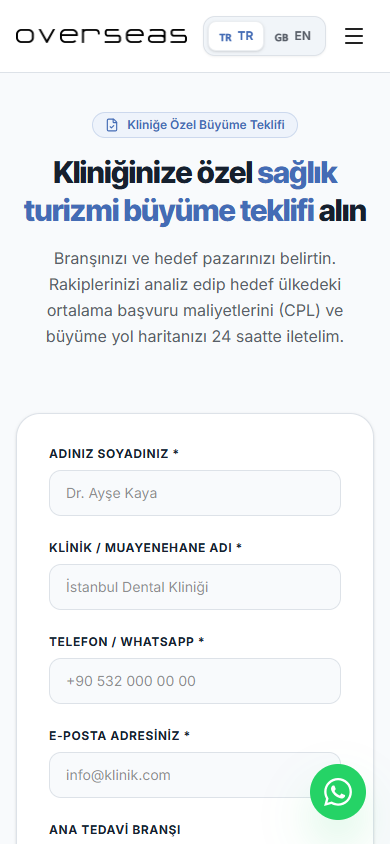 overseas
TR TR GB EN
Kliniğe Özel Büyüme Teklifi
Kliniğinize özel sağlık
turizmi büyüme teklifi alın
Branşınızı ve hedef pazarınızı belirtin.
Rakiplerinizi analiz edip hedef ülkedeki
ortalama başvuru maliyetlerini (CPL) ve
büyüme yol haritanızı 24 saatte iletelim.
ADINIZ SOYADINIZ *
Dr. Ayşe Kaya
KLİNİK / MUAYENEHANE ADI *
İstanbul Dental Kliniği
TELEFON / WHATSAPP *
+90 532 000 00 00
E-POSTA ADRESİNİZ *
info@klinik.com
ANA TEDAVİ BRANŞI